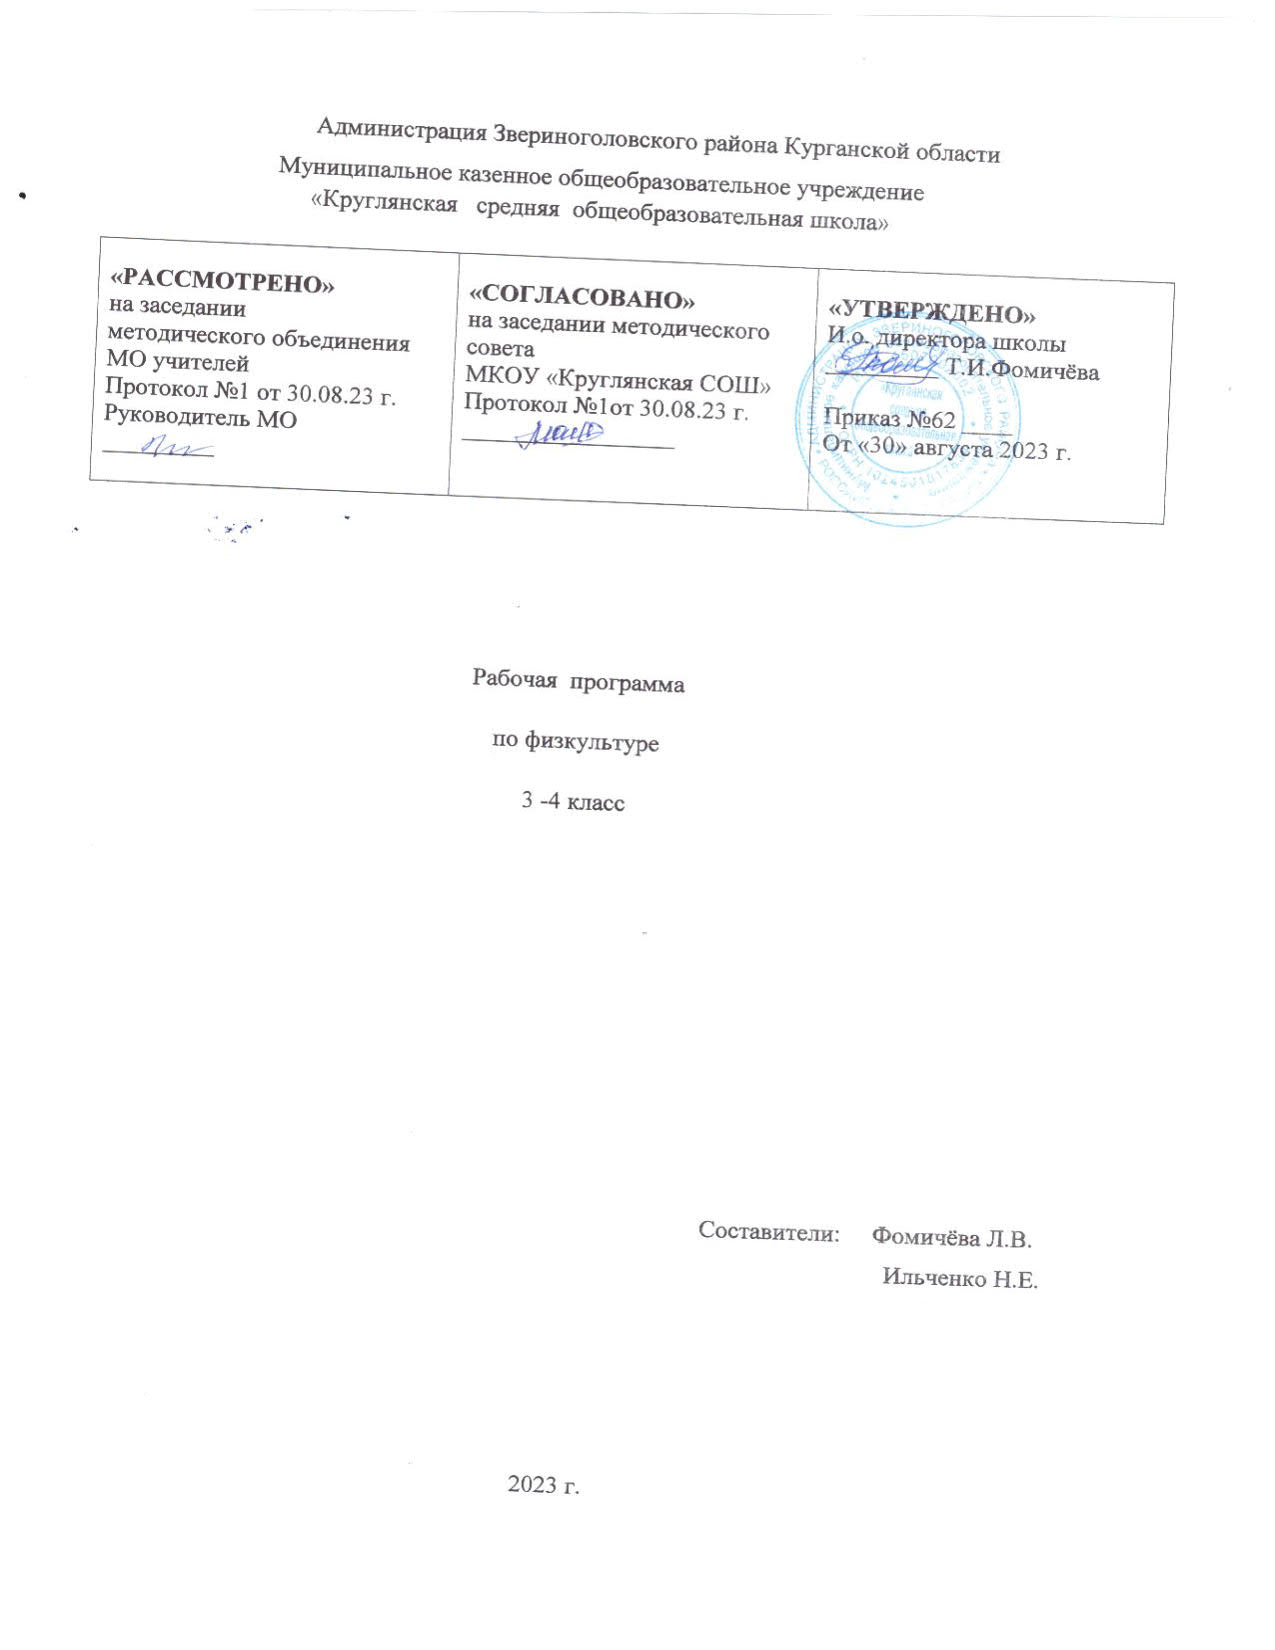 Администрация Звериноголовского района Курганской области
Муниципальное казенное общеобразовательное учреждение
«Круглянская средняя общеобразовательная школа»
«РАССМОТРЕНО»
на заседании
методического объединения
МО учителей
Протокол №1 от 30.08.23 г.
Руководитель МО
«СОГЛАСОВАНО»
на заседании методического
совета
МКОУ «Круглянская СОШ»
Протокол №1от 30.08.23 г.
«УТВЕРЖДЕНО»
И.о. директора школы
Т.И.Фомичёва
Приказ №62
От «30» августа 2023 г.
Рабочая программа
по физкультуре
3 -4 класс
Составители: Фомичёва Л.В.
Ильченко Н.Е.
2023 г.